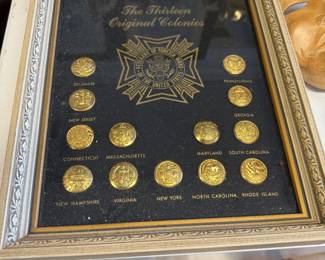 The Thirteen
Original Colonies
DELAWARE
PENNSYLVANIA
NEW JERSEY
GEORGIA
CONNECTICUT
MASSACHUSETTS
MARYLAND
SOUTH CAROLINA
NEW HAMPSHIRE
VIRGINIA
NEW YORK
NORTH CAROLINA
RHODE ISLAND